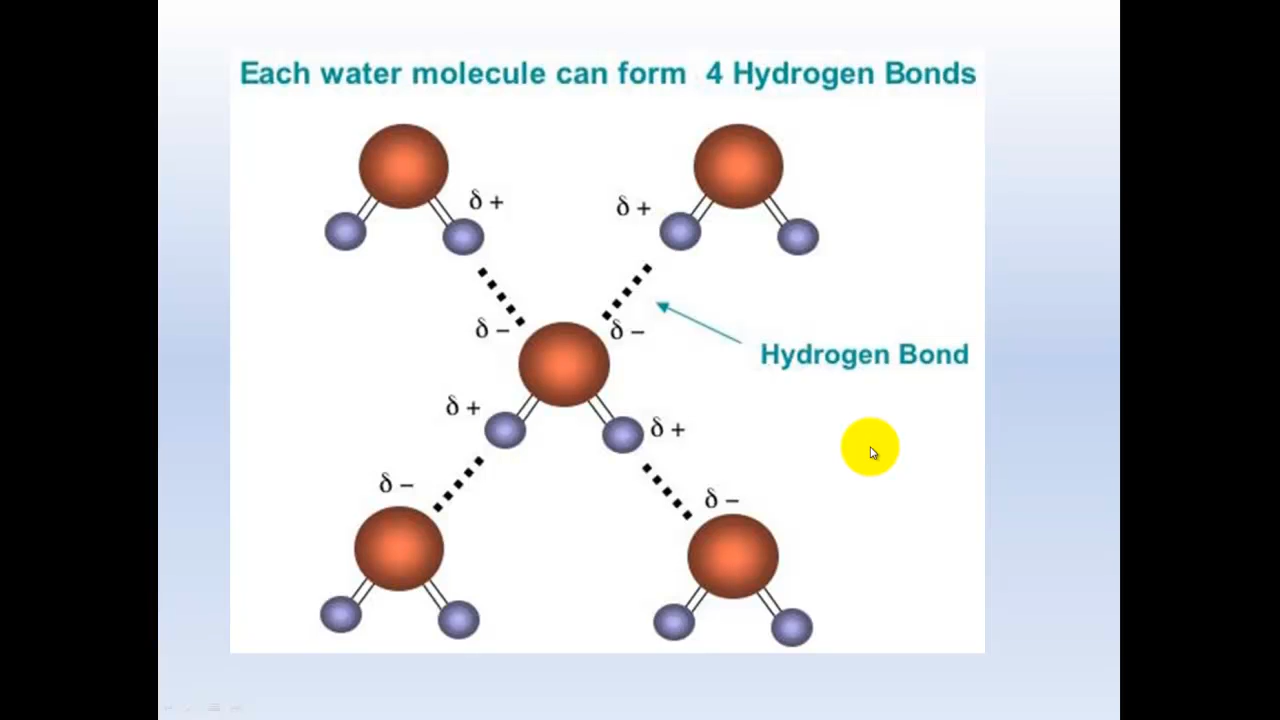 Each water molecule can form 4 Hydrogen Bonds
δ +
δ +
δ –
δ –
Hydrogen Bond
δ +
δ +
δ –
δ –